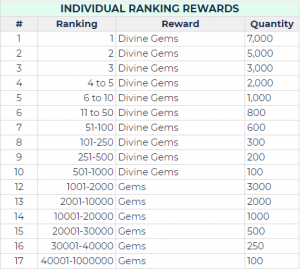 INDIVIDUAL RANKING REWARDS
# Ranking Reward Quantity
1 1 Divine Gems 7,000
2 2 Divine Gems 5,000
3 3 Divine Gems 3,000
4 4 to 5 Divine Gems 2,000
5 6 to 10 Divine Gems 1,000
6 11 to 50 Divine Gems 800
7 51-100 Divine Gems 600
8 101-250 Divine Gems 300
9 251-500 Divine Gems 200
10 501-1000 Divine Gems 100
12 1001-2000 Gems 3000
13 2001-10000 Gems 2000
14 10001-20000 Gems 1000
15 20001-30000 Gems 500
16 30001-40000 Gems 250
17 40001-1000000 Gems 100